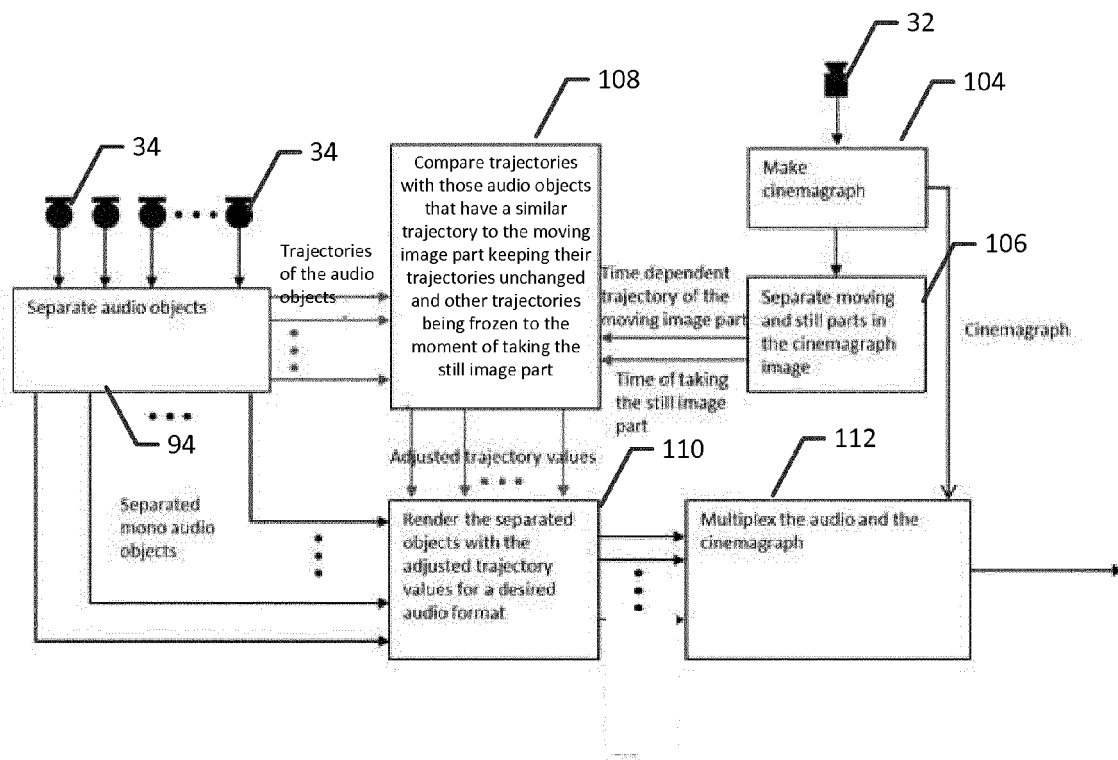 32
108
104
34
34
Compare trajectories
with those audio objects
that have a similar
trajectory to the moving
image part keeping their
trajectories unchanged
and other trajectories
being frozen to the
moment of taking the
still image part
Make
cinemagraph
106
Trajectories
of the audio
objects
Time dependent
trajectory of the
moving image part
Separate audio objects
Separate moving
and still parts in
the cinemagraph
image
Cinemagraph
Time of taking
the still image
part
94
112
110
Adjusted trajectory values
Separated
mono audio
objects
Render the separated
objects with the
adjusted trajectory
values for a desired
audio format
Multiplex the audio and the
cinemagraph